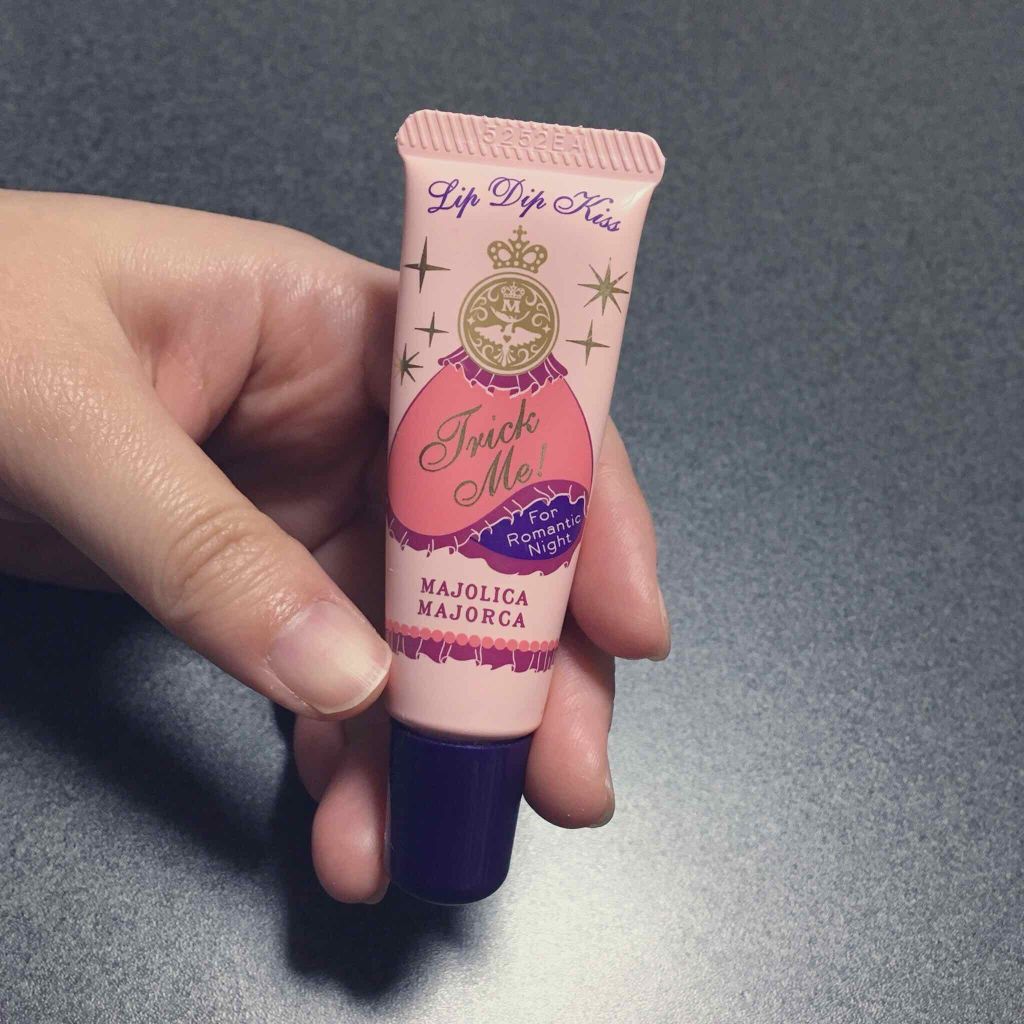 5252EA
Lip Dip Kiss
M
Trick
Me!
For
Romantic
Night
MAJOLICA
MAJORCA